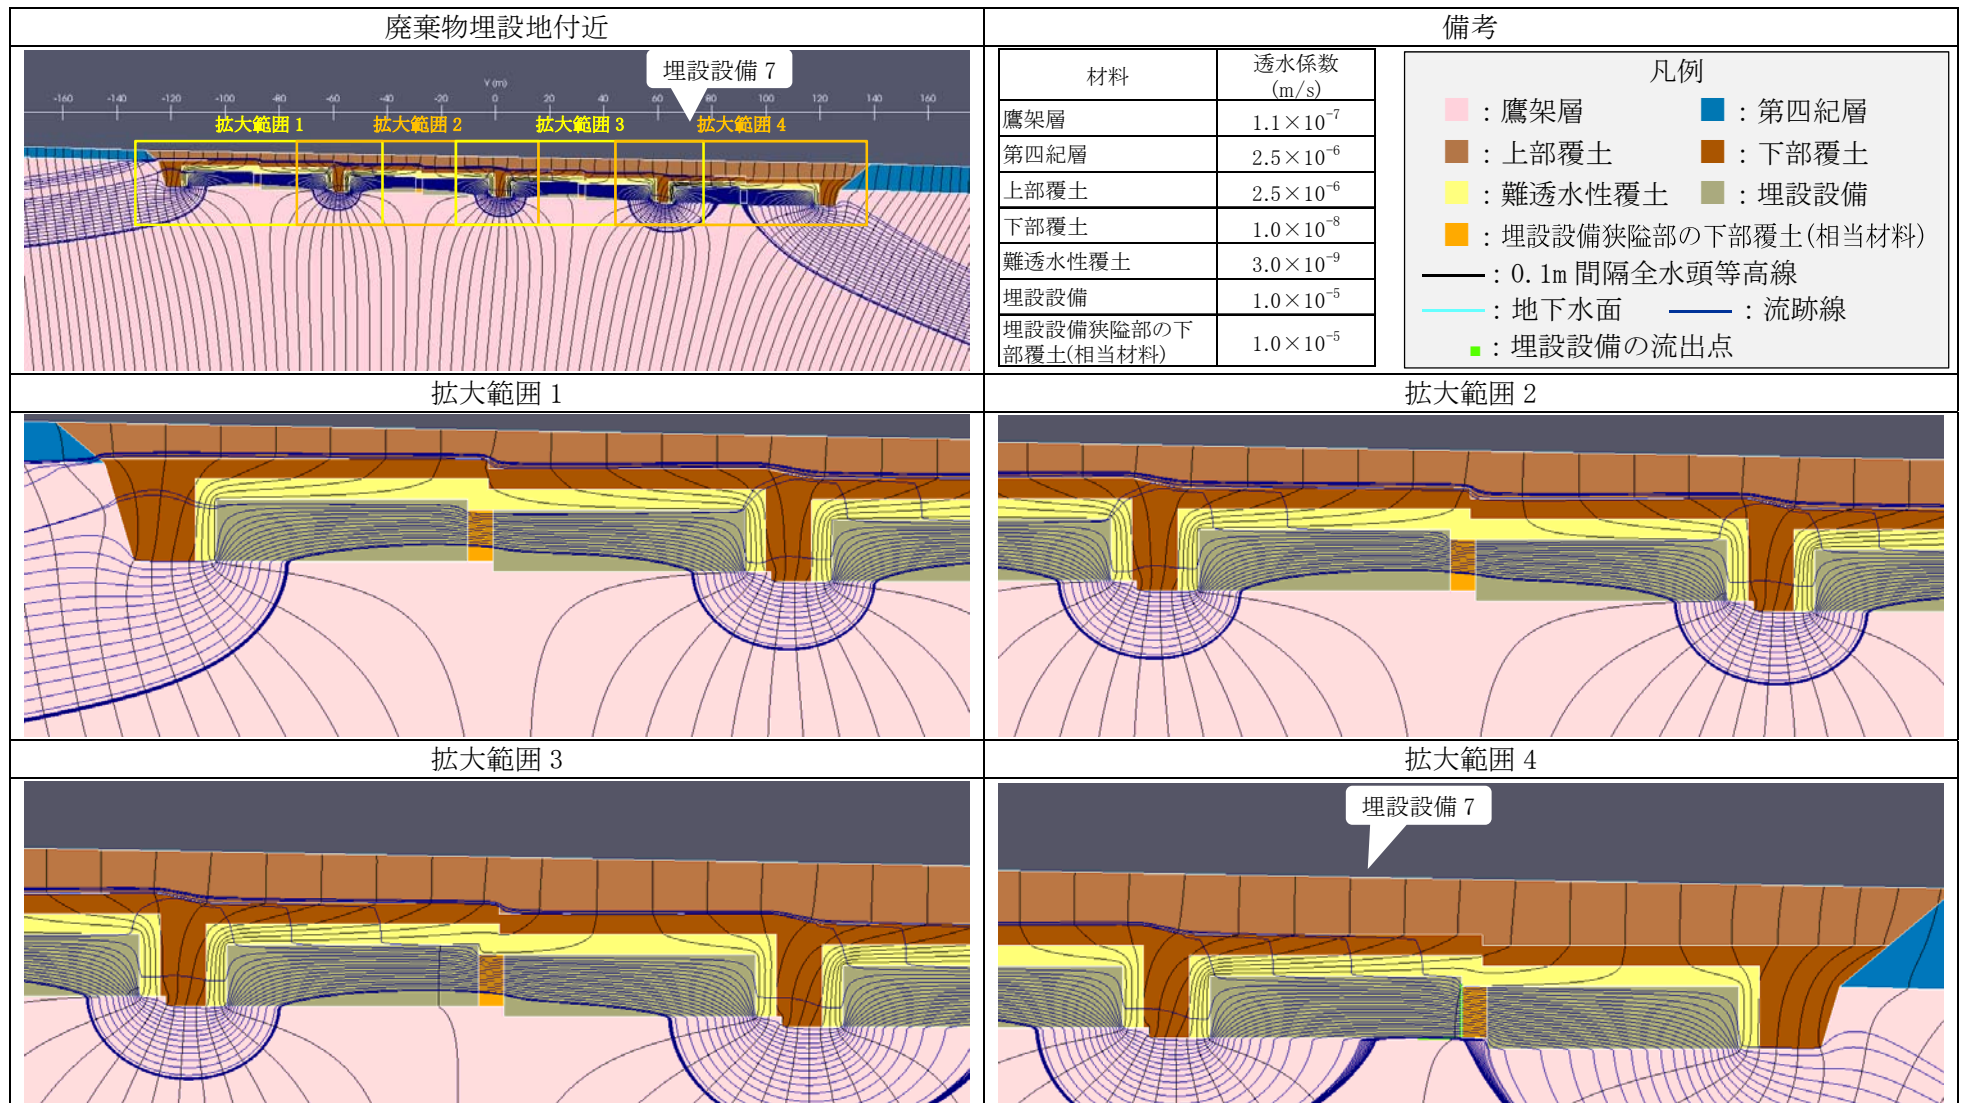 廃棄物埋設地付近
備考
埋設設備 7
Y (m)
-160 -140 -120 -100 -80 -60 -40 -20 0 20 40 60 80 100 120 140 160
拡大範囲 1 拡大範囲 2 拡大範囲 3 拡大範囲 4
材料 透水係数
(m/s)
鷹架層 1.1×10⁻⁷
第四紀層 2.5×10⁻⁶
上部覆土 2.5×10⁻⁶
下部覆土 1.0×10⁻⁸
難透水性覆土 3.0×10⁻⁹
埋設設備 1.0×10⁻⁵
埋設設備狭隘部の下
部覆土(相当材料) 1.0×10⁻⁵
凡例
：鷹架層 ：第四紀層
：上部覆土 ：下部覆土
：難透水性覆土 ：埋設設備
：埋設設備狭隘部の下部覆土(相当材料)
：0.1m 間隔全水頭等高線
：地下水面 ：流跡線
：埋設設備の流出点
拡大範囲 1
拡大範囲 2
拡大範囲 3
拡大範囲 4
埋設設備 7